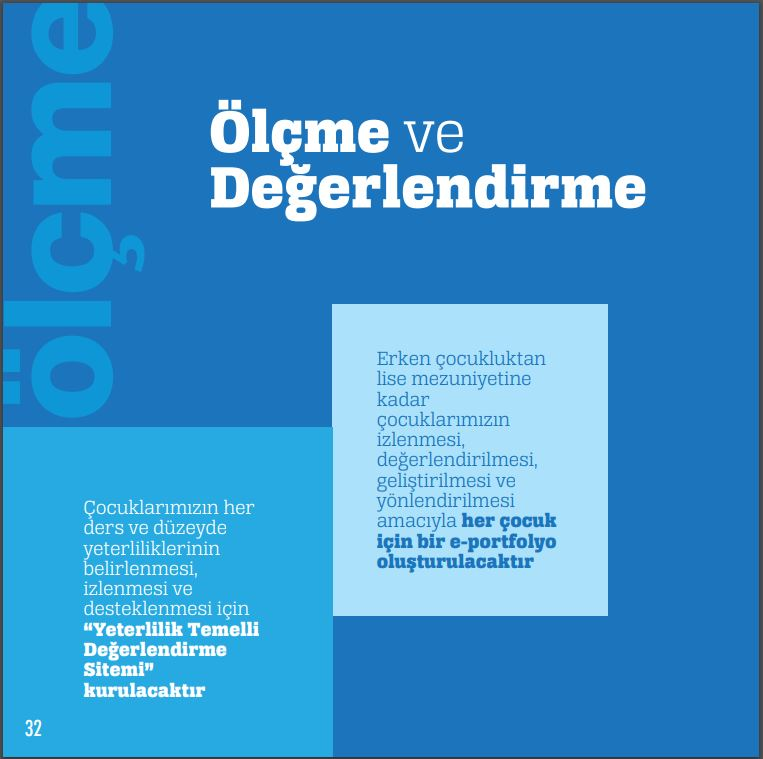 ölçme
Ölçme ve
Değerlendirme
Erken çocukluktan
lise mezuniyetine
kadar
çocuklarımızın
izlenmesi,
değerlendirilmesi,
geliştirilmesi ve
yönlendirilmesi
amacıyla her çocuk
için bir e-portfolyo
oluşturulacaktır
Çocuklarımızın her
ders ve düzeyde
yeterliliklerinin
belirlenmesi,
izlenmesi ve
desteklenmesi için
“Yeterlilik Temelli
Değerlendirme
Sitemi”
kurulacaktır
32